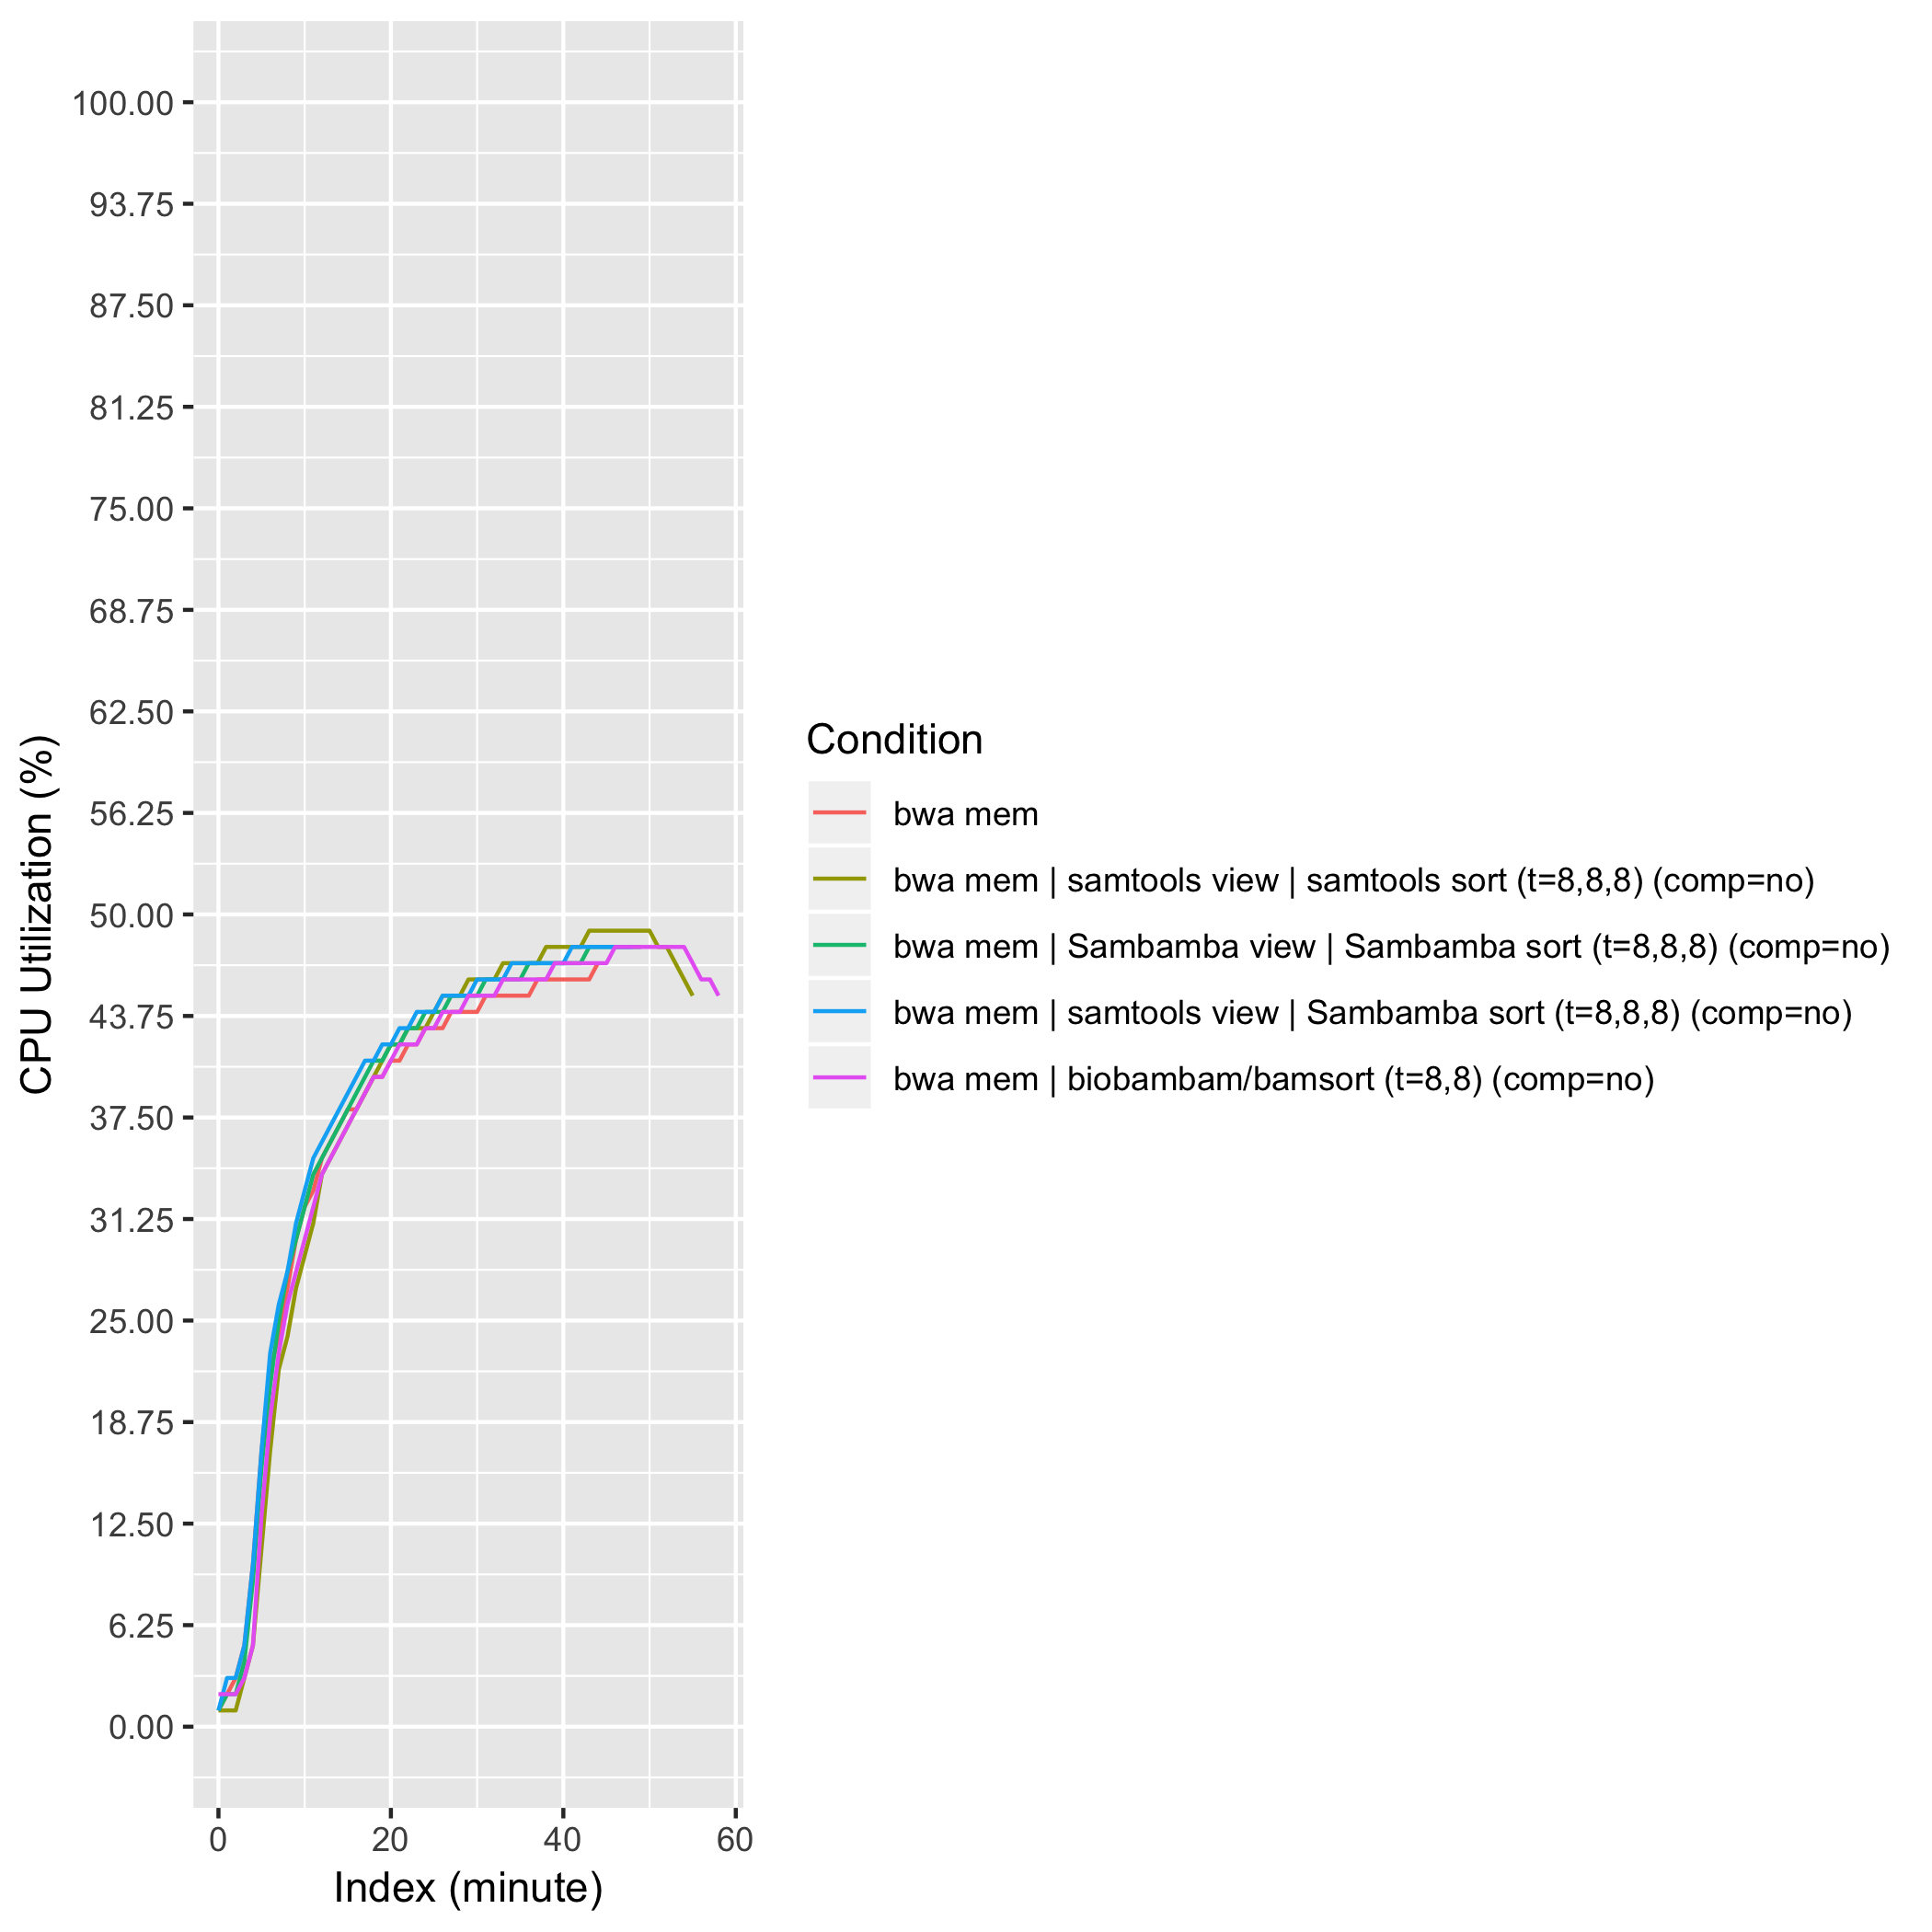 100.00
93.75
87.50
81.25
75.00
68.75
62.50
56.25
50.00
43.75
37.50
31.25
25.00
18.75
12.50
6.25
0.00
CPU Utilization (%)
0 20 40 60
Index (minute)
Condition
bwa mem
bwa mem | samtools view | samtools sort (t=8,8,8) (comp=no)
bwa mem | Sambamba view | Sambamba sort (t=8,8,8) (comp=no)
bwa mem | samtools view | Sambamba sort (t=8,8,8) (comp=no)
bwa mem | biobambam/bamsort (t=8,8) (comp=no)